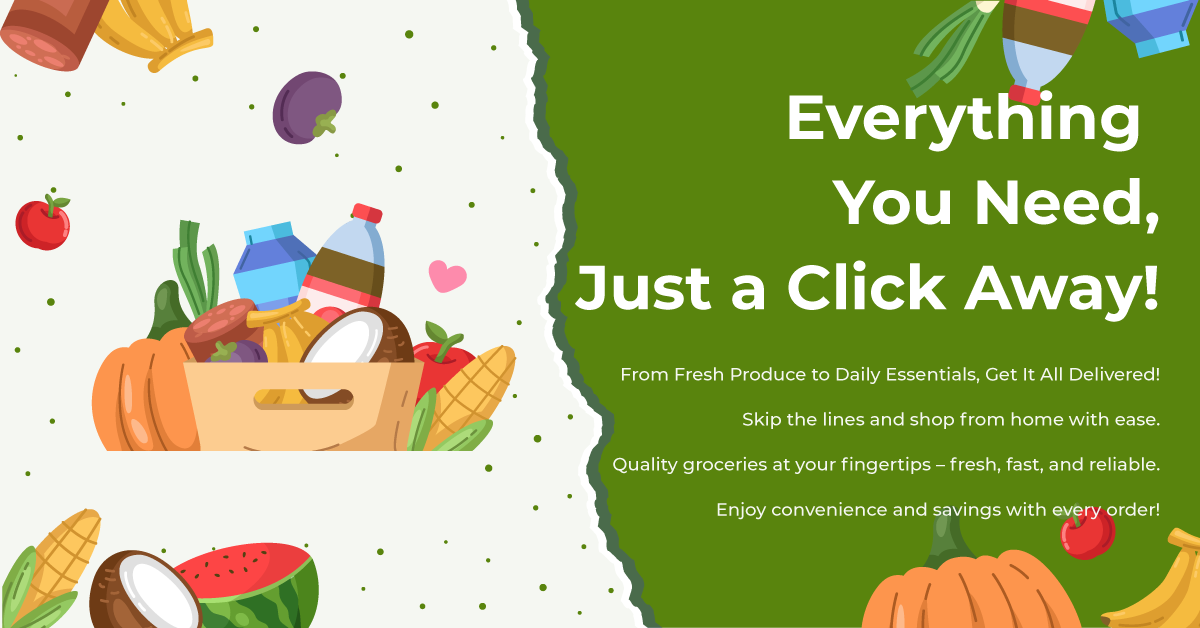 Everything
You Need,
Just a Click Away!
From Fresh Produce to Daily Essentials, Get It All Delivered!
Skip the lines and shop from home with ease.
Quality groceries at your fingertips – fresh, fast, and reliable.
Enjoy convenience and savings with every order!